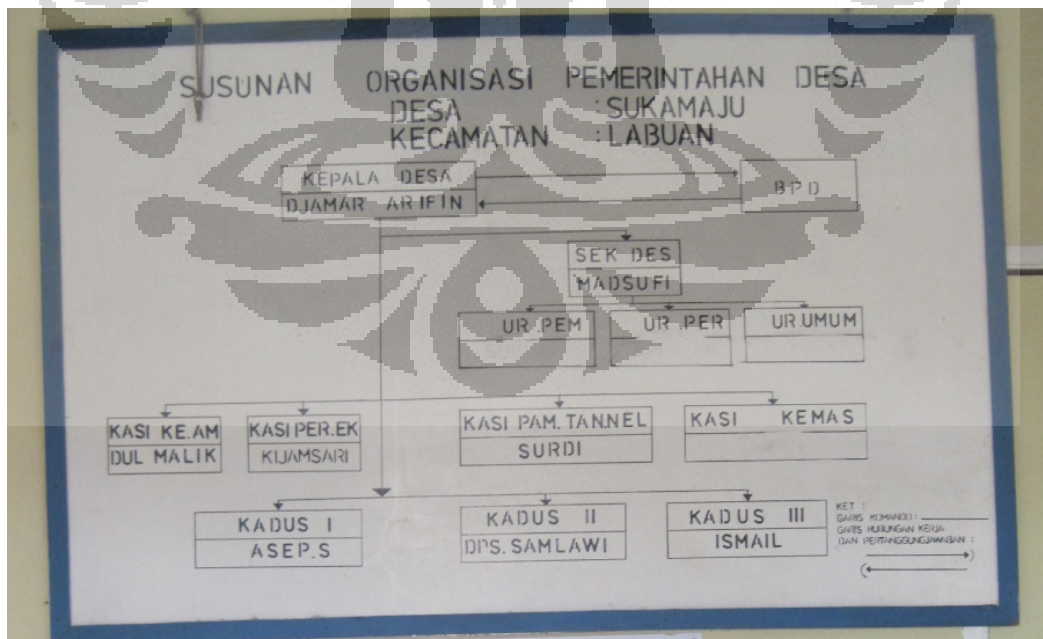 SUSUNAN ORGANISASI PEMERINTAHAN DESA
DESA : SUKAMAJU
KECAMATAN : LABUAN
KEPALA DESA
DJAMAR ARIFIN
BPD
SEK DES
MADSUFI
UR.PEM
UR.PER
UR.UMUM
KASI KE.AM
DUL MALIK
KASI PER.EK
KIJAMSARI
KASI PAM.TAN.NEL
SURDI
KASI KEMAS
KADUS I
ASEP.S
KADUS II
DPS.SAMLAWI
KADUS III
ISMAIL
KET :
GARIS KOMANDO :
GARIS HUBUNGAN KERJA
DAN PERTANGGUNGJAWABAN :